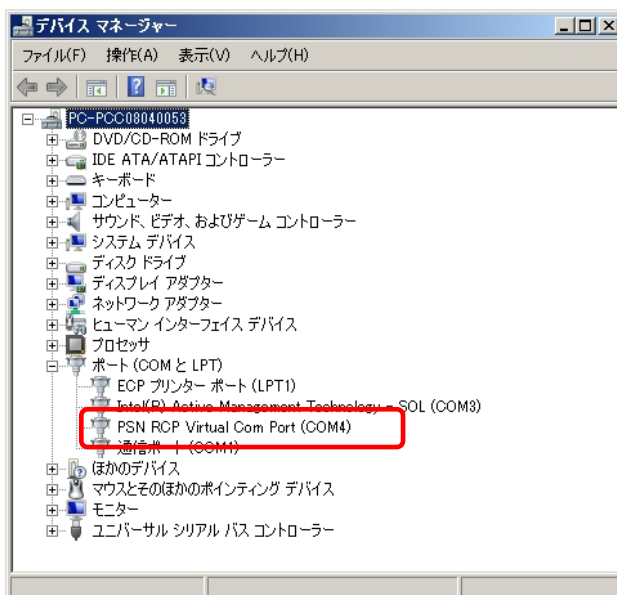 デバイス マネージャー
ファイル(F) 操作(A) 表示(V) ヘルプ(H)
PC-PCC08040053
DVD/CD-ROM ドライブ
IDE ATA/ATAPI コントローラー
キーボード
コンピューター
サウンド、ビデオ、およびゲーム コントローラー
システム デバイス
ディスク ドライブ
ディスプレイ アダプター
ネットワーク アダプター
ヒューマン インターフェイス デバイス
プロセッサ
ポート (COM と LPT)
ECP プリンター ポート (LPT1)
Intel(R) Active Management Technology - SOL (COM3)
PSN RCP Virtual Com Port (COM4)
通信ポート (COM1)
ほかのデバイス
マウスとそのほかのポインティング デバイス
モニター
ユニバーサル シリアル バス コントローラー